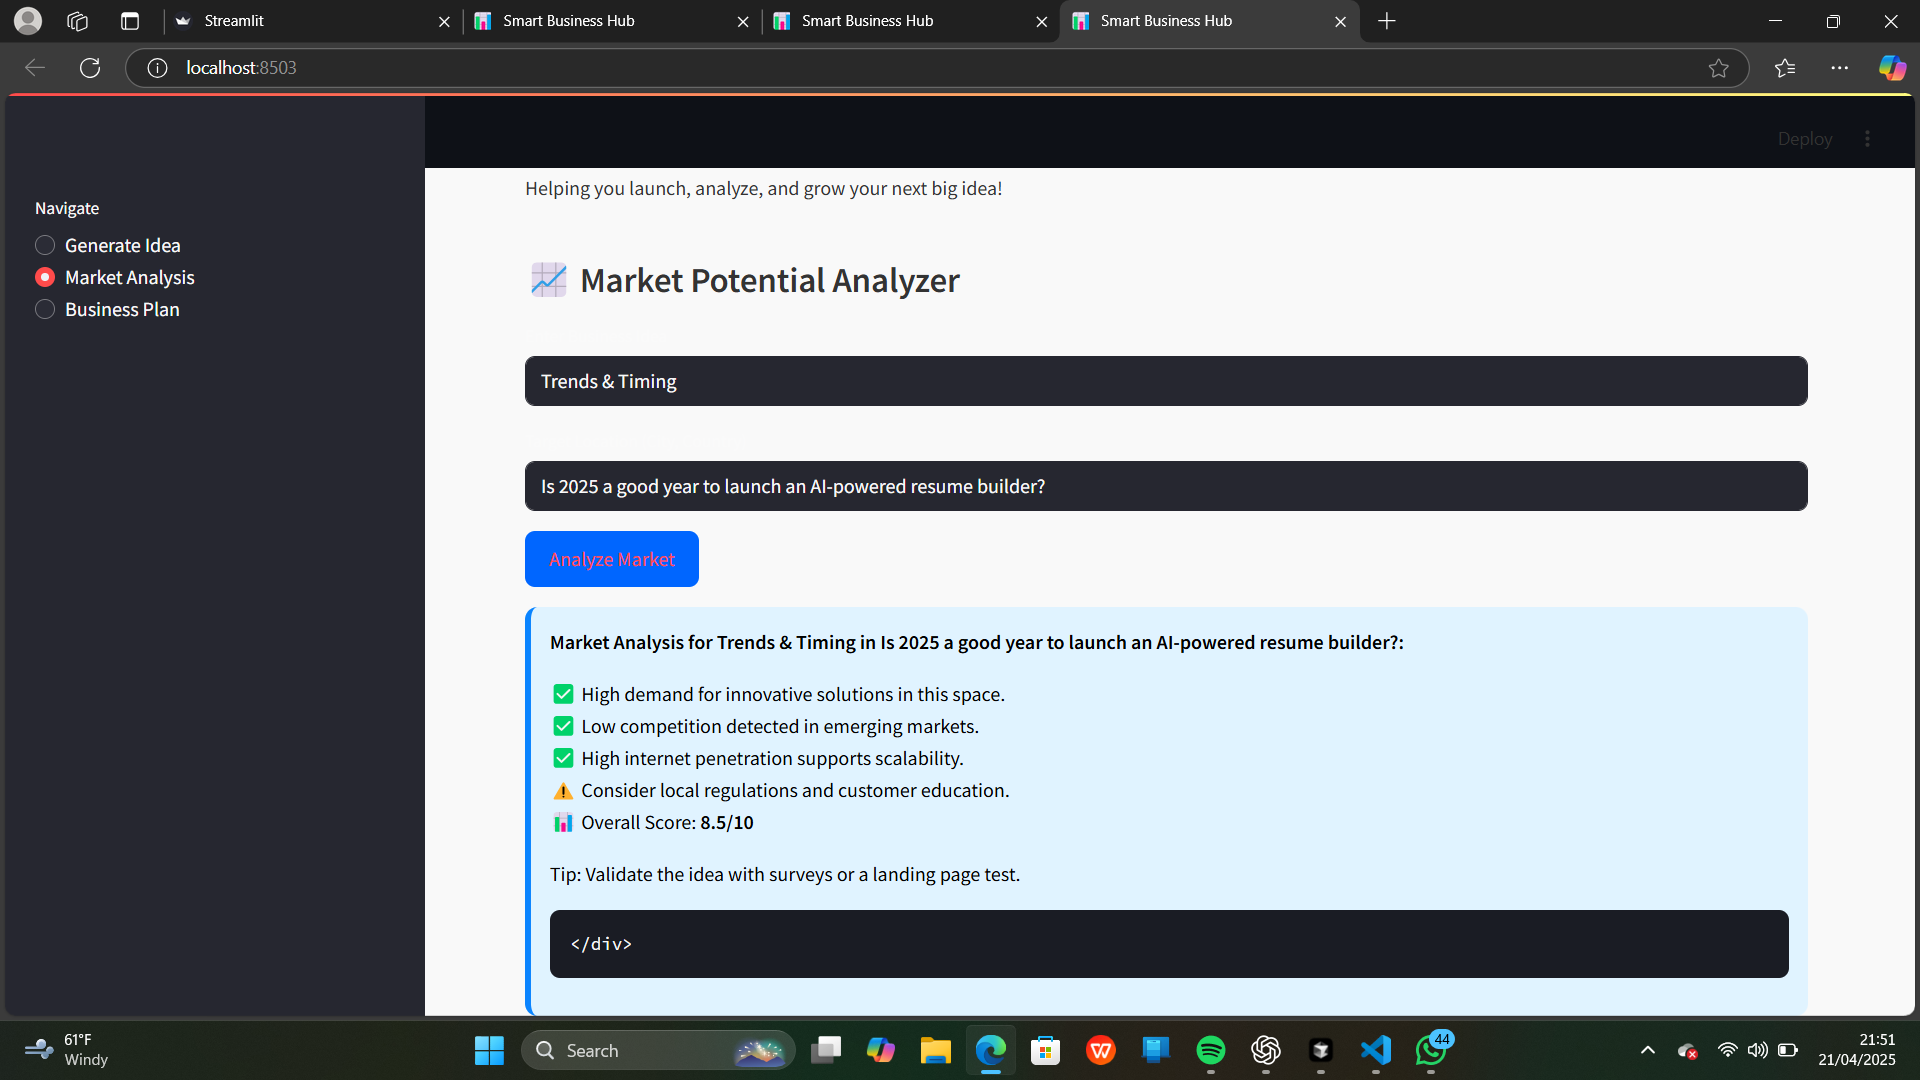 Streamlit
Smart Business Hub
Smart Business Hub
Smart Business Hub
localhost:8503
Deploy
Navigate
Generate Idea
Market Analysis
Business Plan
Helping you launch, analyze, and grow your next big idea!
Market Potential Analyzer
Trends & Timing
Is 2025 a good year to launch an AI-powered resume builder?
Analyze Market
Market Analysis for Trends & Timing in Is 2025 a good year to launch an AI-powered resume builder?:
✅ High demand for innovative solutions in this space.
✅ Low competition detected in emerging markets.
✅ High internet penetration supports scalability.
⚠️ Consider local regulations and customer education.
📊 Overall Score: 8.5/10
Tip: Validate the idea with surveys or a landing page test.
</div>
61°F
Windy
Search
44
21:51
21/04/2025